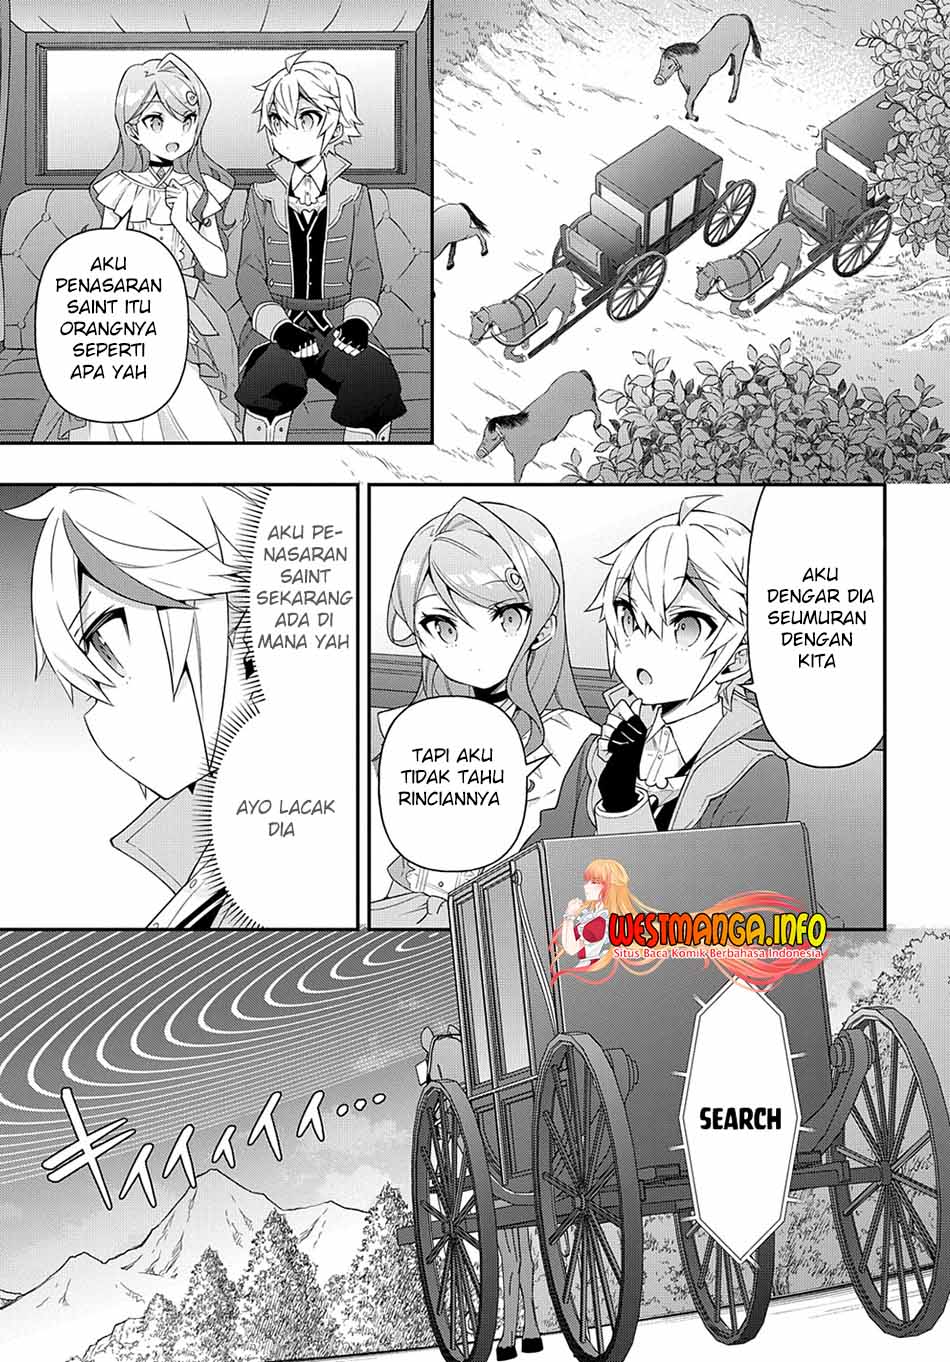 AKU
PENASARAN
SAINT ITU
ORANGNYA
SEPERTI
APA YAH
AKU PE-
NASARAN
SAINT
SEKARANG
ADA DI
MANA YAH
AYO LACAK
DIA
AKU
DENGAR DIA
SEUMURAN
DENGAN
KITA
TAPI AKU
TIDAK TAHU
RINCIANNYA
WESTMANGA.INFO
Situs Baca Komik Berbahasa Indonesia
SEARCH
キィイィイィ…